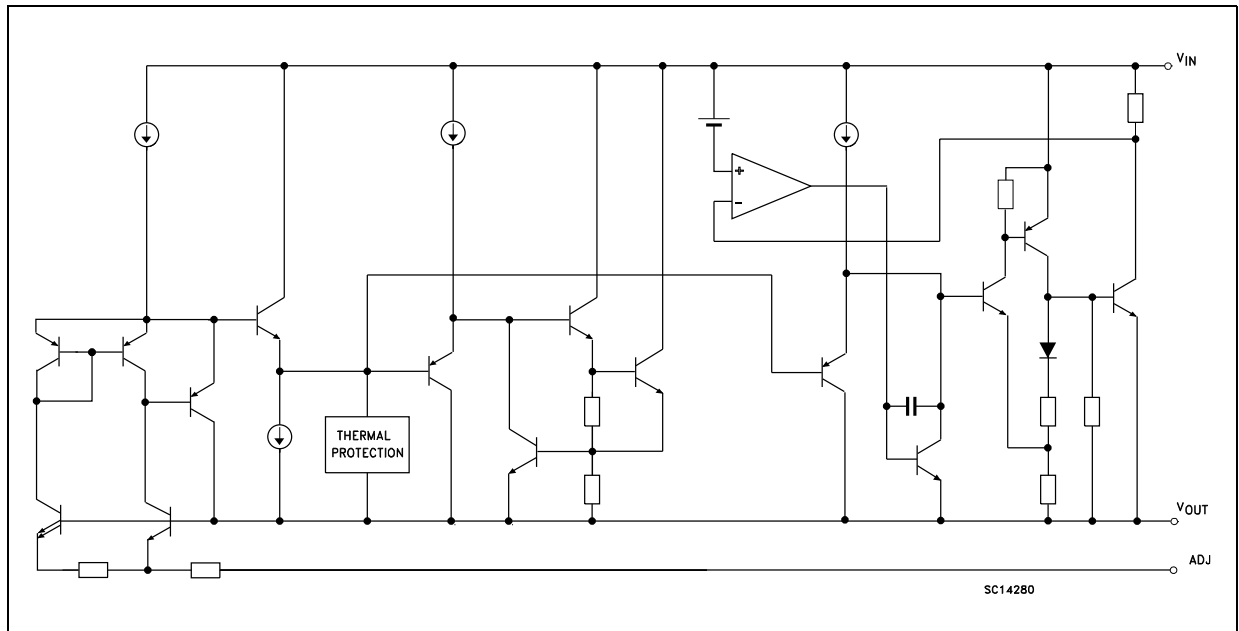 VIN
+
-
THERMAL
PROTECTION
VOUT
ADJ
SC14280